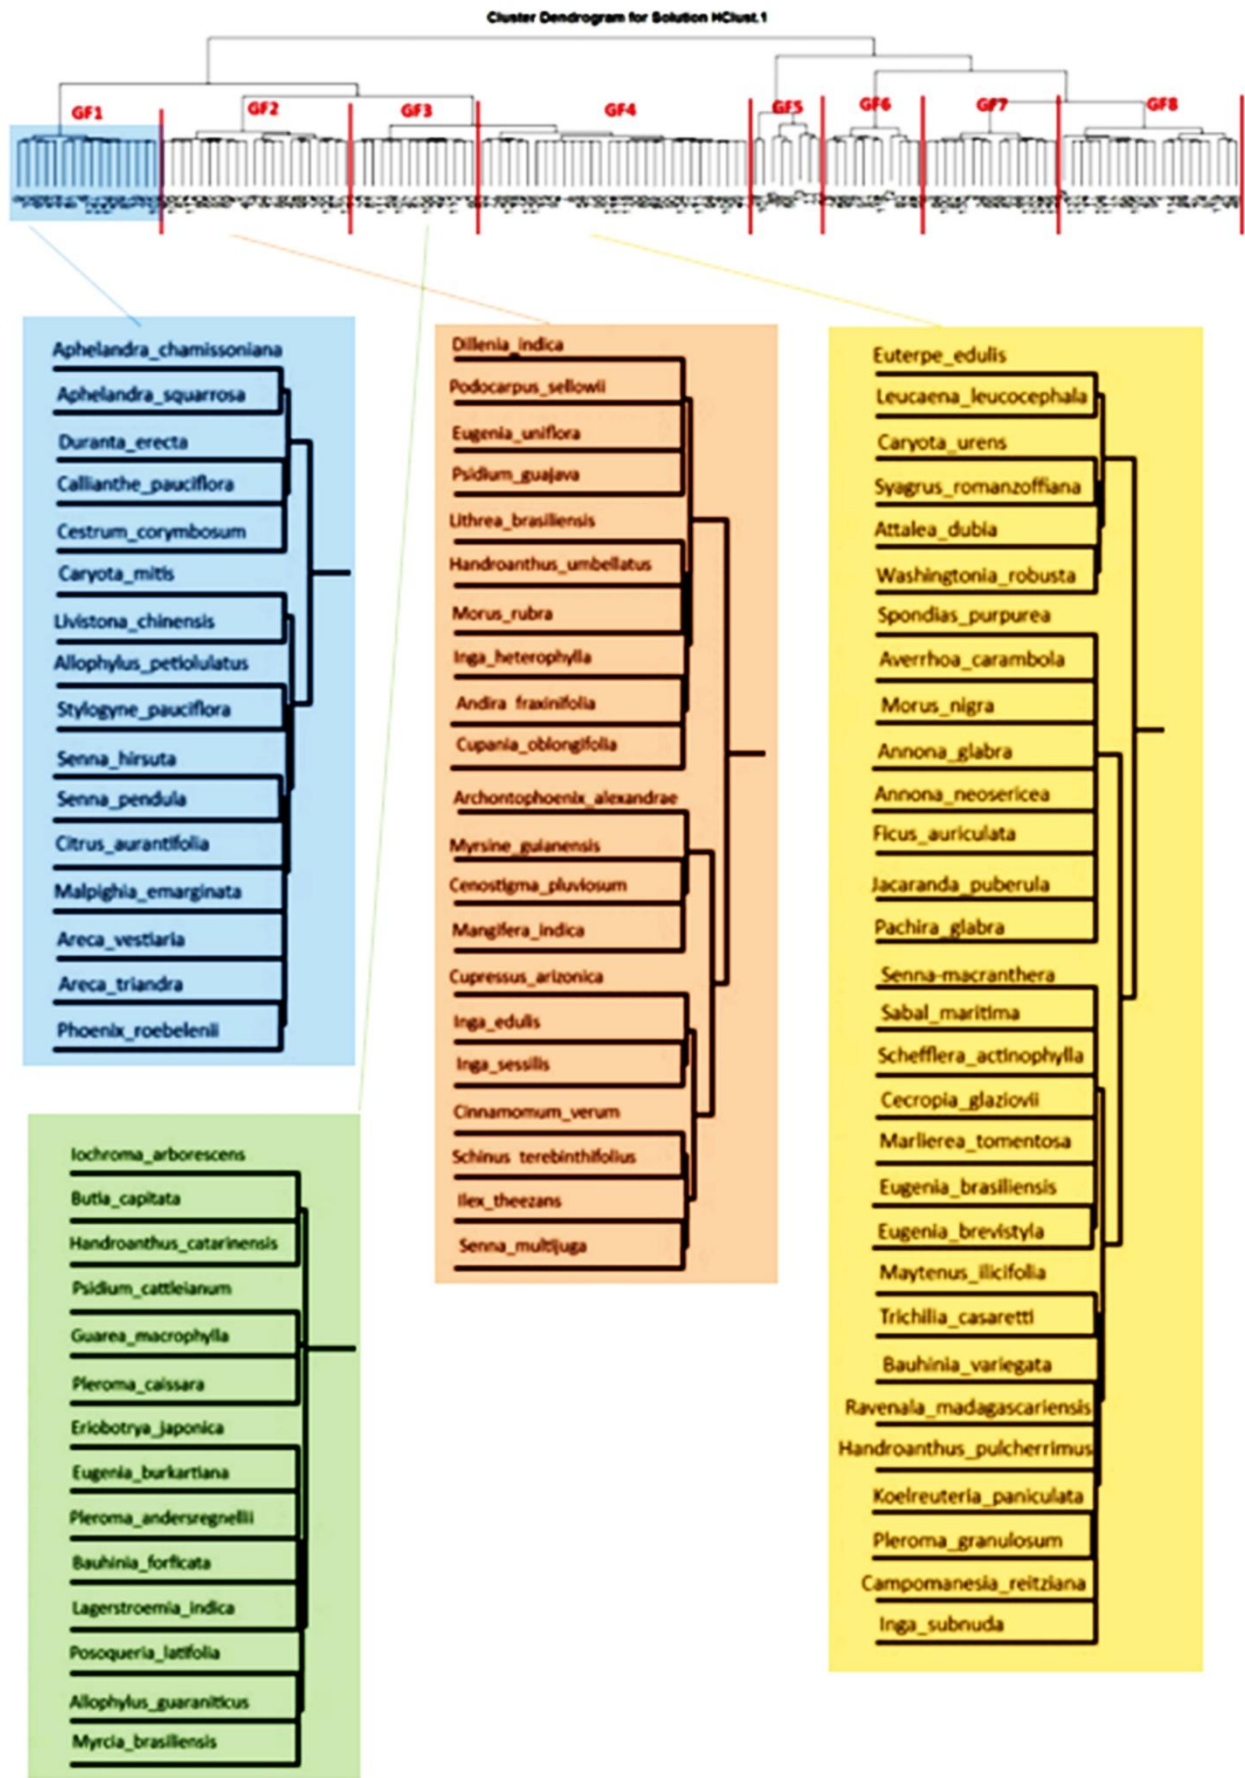 Cluster Dendrogram for Solution HClust.1
GF1
GF2
GF3
GF4
GF5
GF6
GF7
GF8
Aphelandra_chamissoniana
Aphelandra_squarrosa
Duranta_erecta
Callianthe_pauciflora
Cestrum_corymbosum
Caryota_mitis
Livistona_chinensis
Allophylus_petiolulatus
Stylogyne_pauciflora
Senna_hirsuta
Senna_pendula
Citrus_aurantifolia
Malpighia_emarginata
Areca_vestiaria
Areca_triandra
Phoenix_roebelenii
Iochroma_arborescens
Butia_capitata
Handroanthus_catarinensis
Psidium_cattleianum
Guarea_macrophylla
Pleroma_caissara
Eriobotrya_japonica
Eugenia_burkartiana
Pleroma_andersregnellii
Bauhinia_forficata
Lagerstroemia_indica
Posoqueria_latifolia
Allophylus_guaraniticus
Myrcia_brasiliensis
Dillenia_indica
Podocarpus_sellowii
Eugenia_uniflora
Psidium_guajava
Lithrea_brasiliensis
Handroanthus_umbellatus
Morus_rubra
Inga_heterophylla
Andira fraxinifolia
Cupania_oblongifolia
Archontophoenix_alexandrae
Myrsine_guianensis
Cenostigma_pluviosum
Mangifera_indica
Cupressus_arizonica
Inga_edulis
Inga_sessilis
Cinnamomum_verum
Schinus terebinthifolius
Ilex_theezans
Senna_multijuga
Euterpe_edulis
Leucaena_leucocephala
Caryota_urens
Syagrus_romanzoffiana
Attalea_dubia
Washingtonia_robusta
Spondias_purpurea
Averrhoa_carambola
Morus_nigra
Annona_glabra
Annona_neosericea
Ficus_auriculata
Jacaranda_puberula
Pachira_glabra
Senna-macranthera
Sabal_maritima
Schefflera_actinophylla
Cecropia_glaziovii
Marlierea_tomentosa
Eugenia_brasiliensis
Eugenia_brevistyla
Maytenus_ilicifolia
Trichilia_casaretti
Bauhinia_variegata
Ravenala_madagascariensis
Handroanthus_pulcherrimus
Koelreuteria_paniculata
Pleroma_granulosum
Campomanesia_reitziana
Inga_subnuda